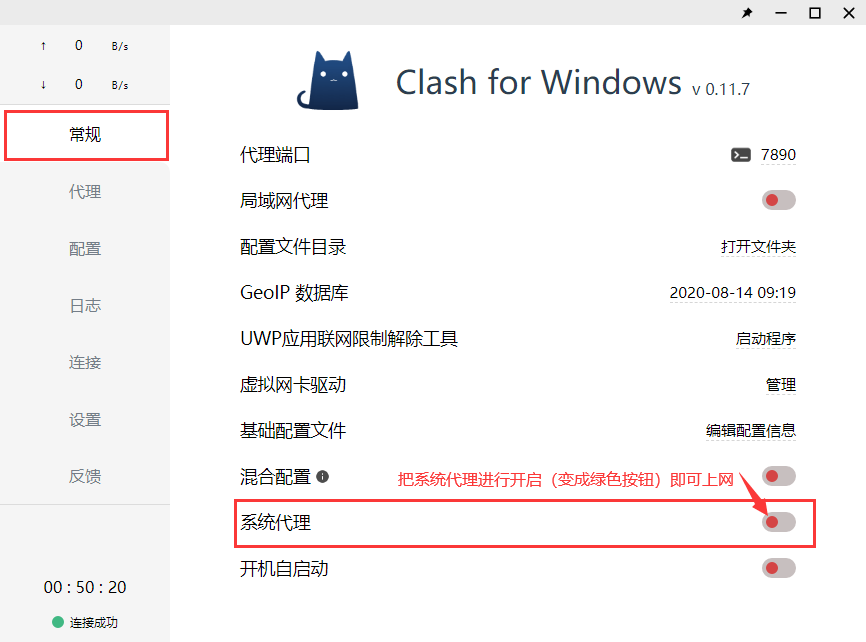 ↑ 0 B/s
↓ 0 B/s
常规
代理
配置
日志
连接
设置
反馈
00 : 50 : 20
连接成功
Clash for Windows v 0.11.7
代理端口 7890
局域网代理
配置文件目录 打开文件夹
GeoIP 数据库 2020-08-14 09:19
UWP应用联网限制解除工具 启动程序
虚拟网卡驱动 管理
基础配置文件 编辑配置信息
混合配置 把系统代理进行开启（变成绿色按钮）即可上网
系统代理
开机自启动